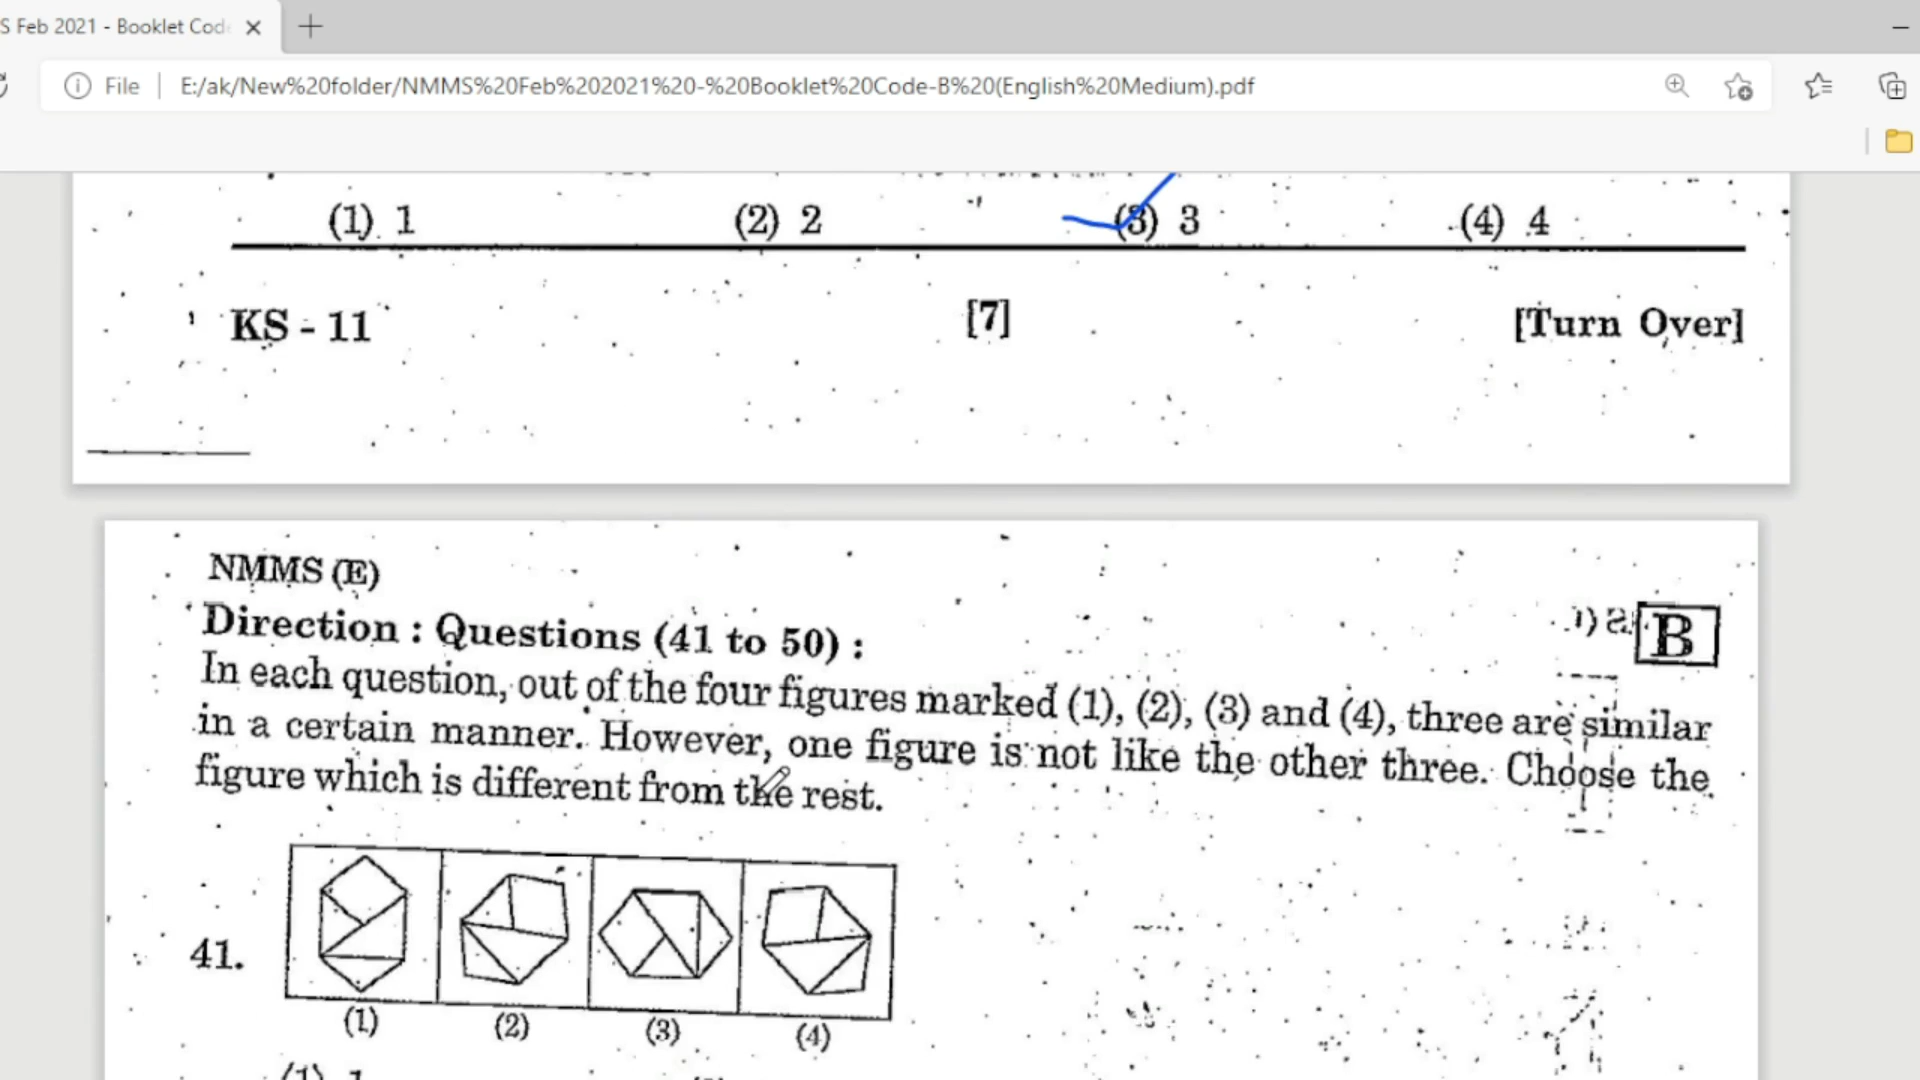 S Feb 2021 - Booklet Cod
File
E:/ak/New%20folder/NMMS%20Feb%202021%20-%20Booklet%20Code-B%20(English%20Medium).pdf
(1) 1 (2) 2 (3) 3 (4) 4
KS - 11 [7] [Turn Over]
NMMS (E)
B
Direction : Questions (41 to 50) :
In each question, out of the four figures marked (1), (2), (3) and (4), three are similar
in a certain manner. However, one figure is not like the other three. Choose the
figure which is different from the rest.
41.
(1) (2) (3) (4)
(1) 1